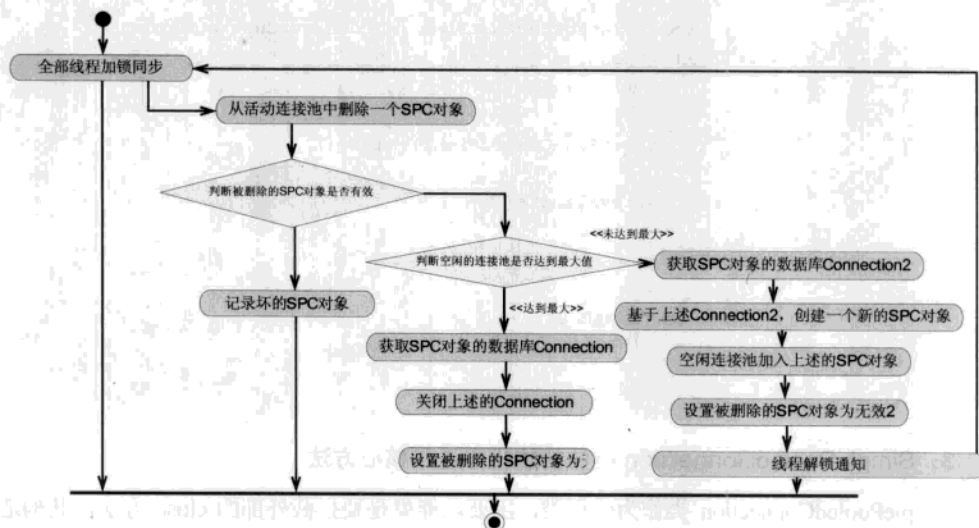 全部线程加锁同步
从活动连接池中删除一个SPC对象
判断被删除的SPC对象是否有效
<<未达到最大>>
判断空闲的连接池是否达到最大值
获取SPC对象的数据库Connection2
记录坏的SPC对象
<<达到最大>>
基于上述Connection2，创建一个新的SPC对象
获取SPC对象的数据库Connection
空闲连接池加入上述的SPC对象
关闭上述的Connection
设置被删除的SPC对象为无效2
设置被删除的SPC对象为
线程解锁通知